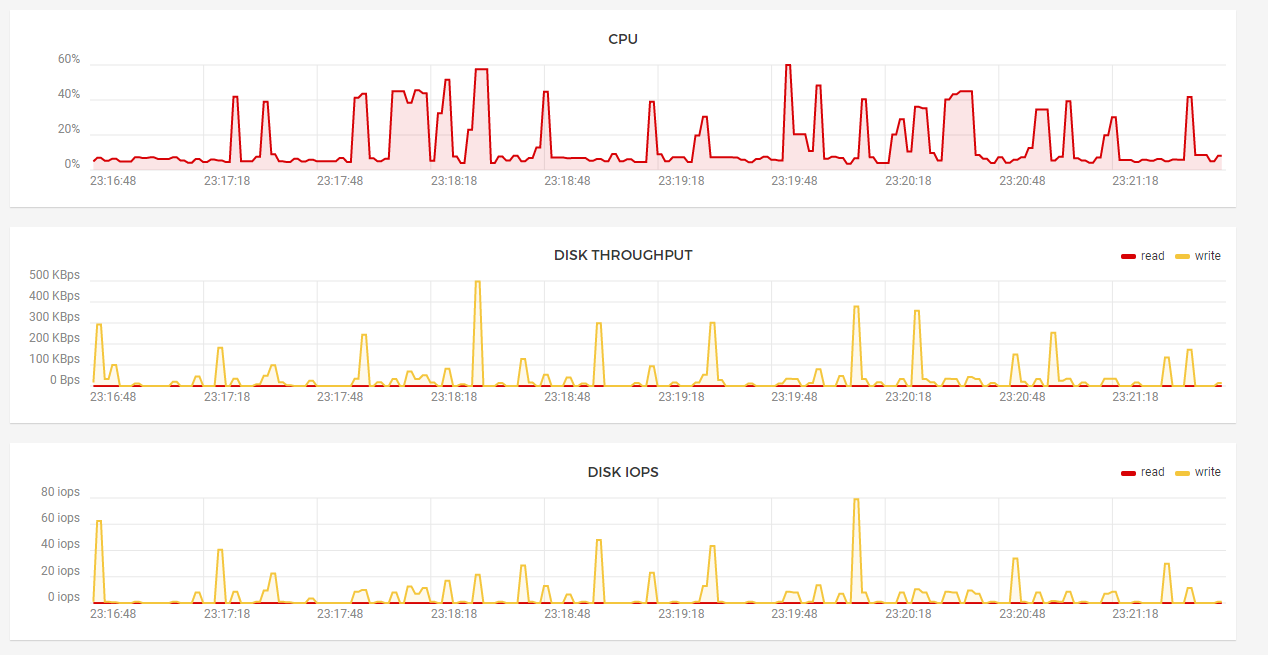 CPU
60%
40%
20%
0%
23:16:48 23:17:18 23:17:48 23:18:18 23:18:48 23:19:18 23:19:48 23:20:18 23:20:48 23:21:18
DISK THROUGHPUT
read write
500 KBps
400 KBps
300 KBps
200 KBps
100 KBps
0 Bps
23:16:48 23:17:18 23:17:48 23:18:18 23:18:48 23:19:18 23:19:48 23:20:18 23:20:48 23:21:18
DISK IOPS
read write
80 iops
60 iops
40 iops
20 iops
0 iops
23:16:48 23:17:18 23:17:48 23:18:18 23:18:48 23:19:18 23:19:48 23:20:18 23:20:48 23:21:18